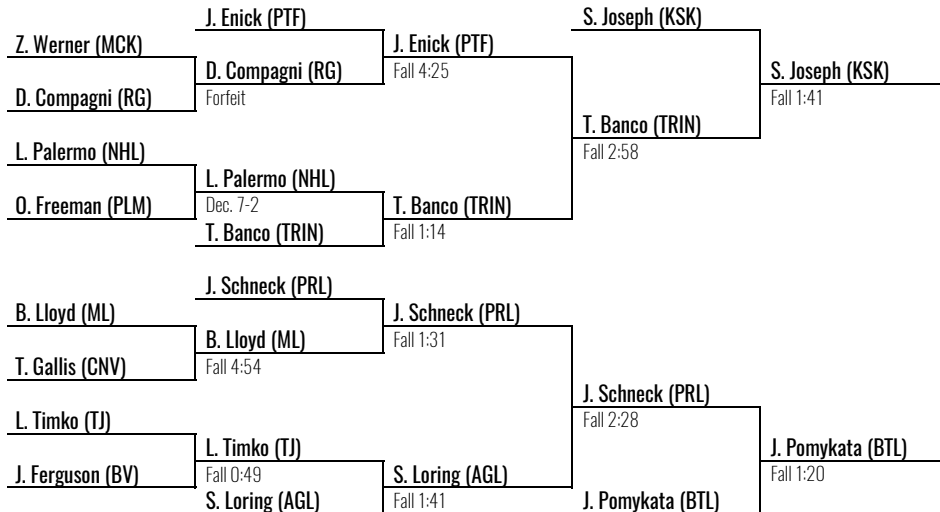 J. Enick (PTF)
S. Joseph (KSK)
Z. Werner (MCK)
J. Enick (PTF)
D. Compagni (RG)
Fall 4:25
S. Joseph (KSK)
D. Compagni (RG)
Forfeit
Fall 1:41
T. Banco (TRIN)
L. Palermo (NHL)
Fall 2:58
L. Palermo (NHL)
O. Freeman (PLM)
Dec. 7-2
T. Banco (TRIN)
T. Banco (TRIN)
Fall 1:14
J. Schneck (PRL)
B. Lloyd (ML)
J. Schneck (PRL)
B. Lloyd (ML)
Fall 1:31
T. Gallis (CNV)
Fall 4:54
J. Schneck (PRL)
L. Timko (TJ)
Fall 2:28
L. Timko (TJ)
J. Pomykata (BTL)
J. Ferguson (BV)
Fall 0:49
S. Loring (AGL)
Fall 1:20
S. Loring (AGL)
Fall 1:41
J. Pomykata (BTL)